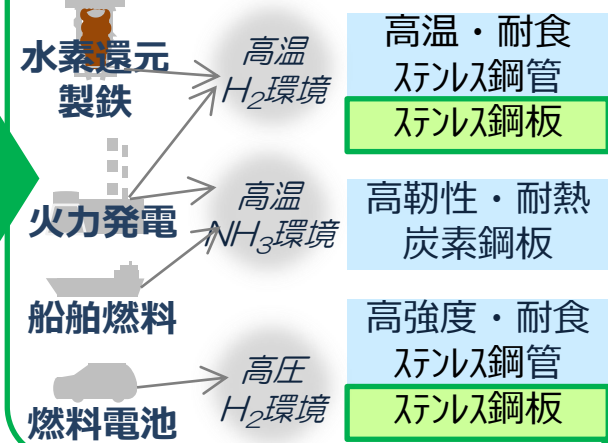 水素還元
製鉄
高温
H₂環境
高温・耐食
ｽﾃﾝﾚｽ鋼管
ｽﾃﾝﾚｽ鋼板
火力発電
高温
NH₃環境
高靭性・耐熱
炭素鋼板
船舶燃料
燃料電池
高圧
H₂環境
高強度・耐食
ｽﾃﾝﾚｽ鋼管
ｽﾃﾝﾚｽ鋼板